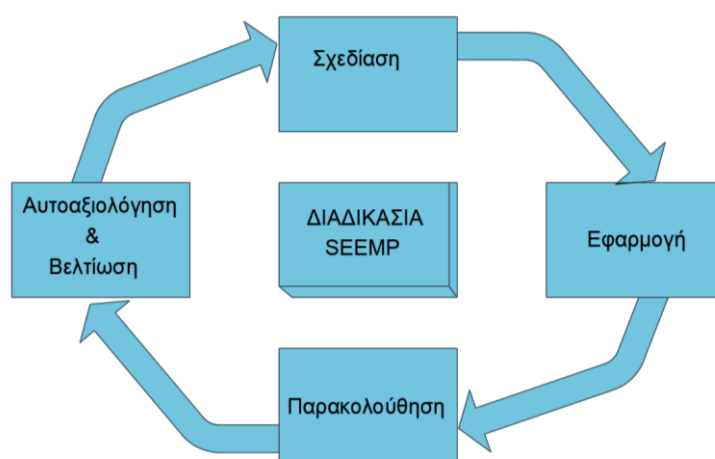 Σχεδίαση
Αυτοαξιολόγηση
&
Βελτίωση
ΔΙΑΔΙΚΑΣΙΑ
SEEMP
Εφαρμογή
Παρακολούθηση